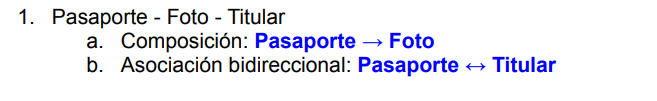 1. Pasaporte - Foto - Titular
a. Composición: Pasaporte → Foto
b. Asociación bidireccional: Pasaporte ↔ Titular